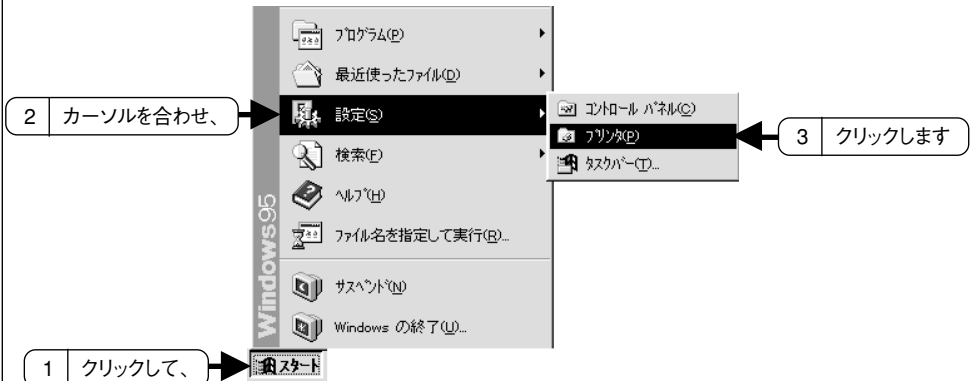 プログラム(P)
最近使ったファイル(D)
2 カーソルを合わせ、
設定(S)
コントロール パネル(C)
プリンタ(P)
3 クリックします
検索(F)
タスクバー(T)...
ヘルプ(H)
ファイル名を指定して実行(R)...
サスペンド(N)
Windows の終了(U)...
Windows95
1 クリックして、
スタート